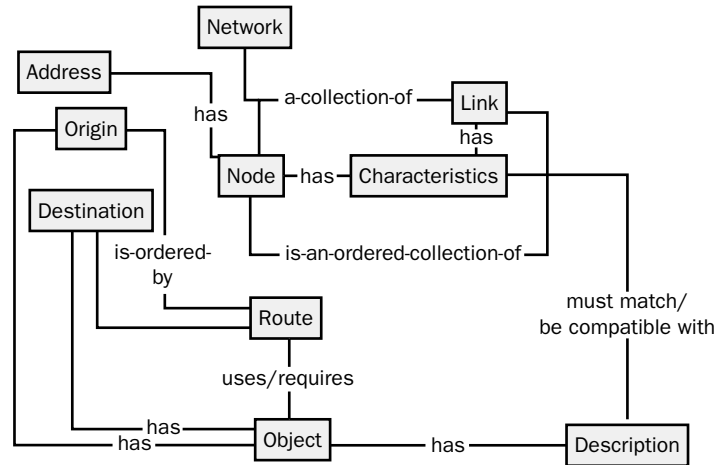 Network
Address
a-collection-of
Link
has
Origin
has
Node
has
Characteristics
Destination
is-ordered-
by
is-an-ordered-collection-of
must match/
be compatible with
Route
uses/requires
has
has
Object
has
Description